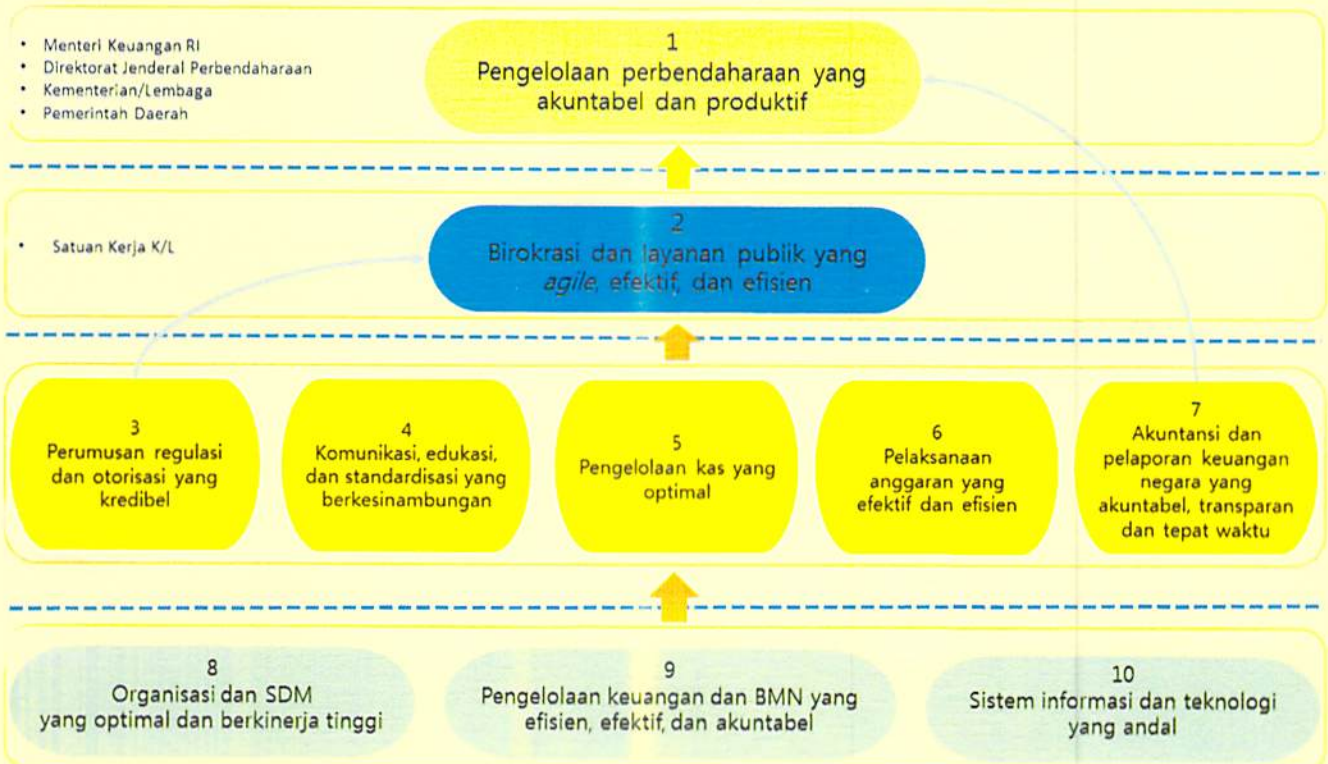 • Menteri Keuangan RI
• Direktorat Jenderal Perbendaharaan
• Kementerian/Lembaga
• Pemerintah Daerah
1
Pengelolaan perbendaharaan yang
akuntabel dan produktif
• Satuan Kerja K/L
2
Birokrasi dan layanan publik yang
agile, efektif, dan efisien
3
Perumusan regulasi
dan otorisasi yang
kredibel
4
Komunikasi, edukasi,
dan standardisasi yang
berkesinambungan
5
Pengelolaan kas yang
optimal
6
Pelaksanaan
anggaran yang
efektif dan efisien
7
Akuntansi dan
pelaporan keuangan
negara yang
akuntabel, transparan
dan tepat waktu
8
Organisasi dan SDM
yang optimal dan berkinerja tinggi
9
Pengelolaan keuangan dan BMN yang
efisien, efektif, dan akuntabel
10
Sistem informasi dan teknologi
yang andal